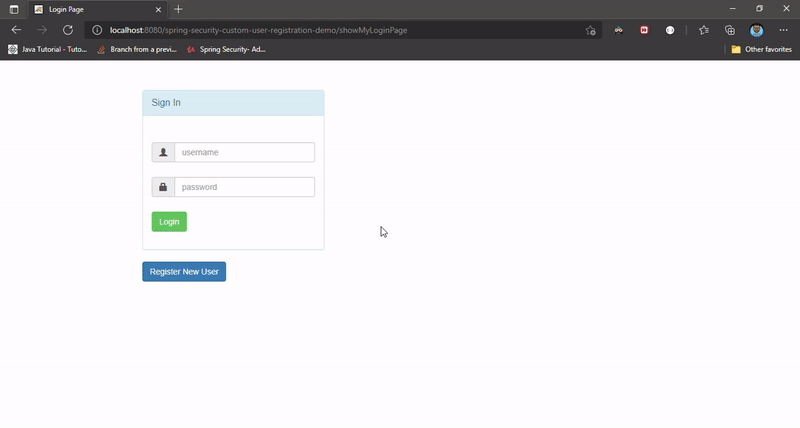 Login Page
localhost:8080/spring-security-custom-user-registration-demo/showMyLoginPage
Java Tutorial - Tuto...
Branch from a previ...
Spring Security- Ad...
Other favorites
Sign In
username
password
Login
Register New User